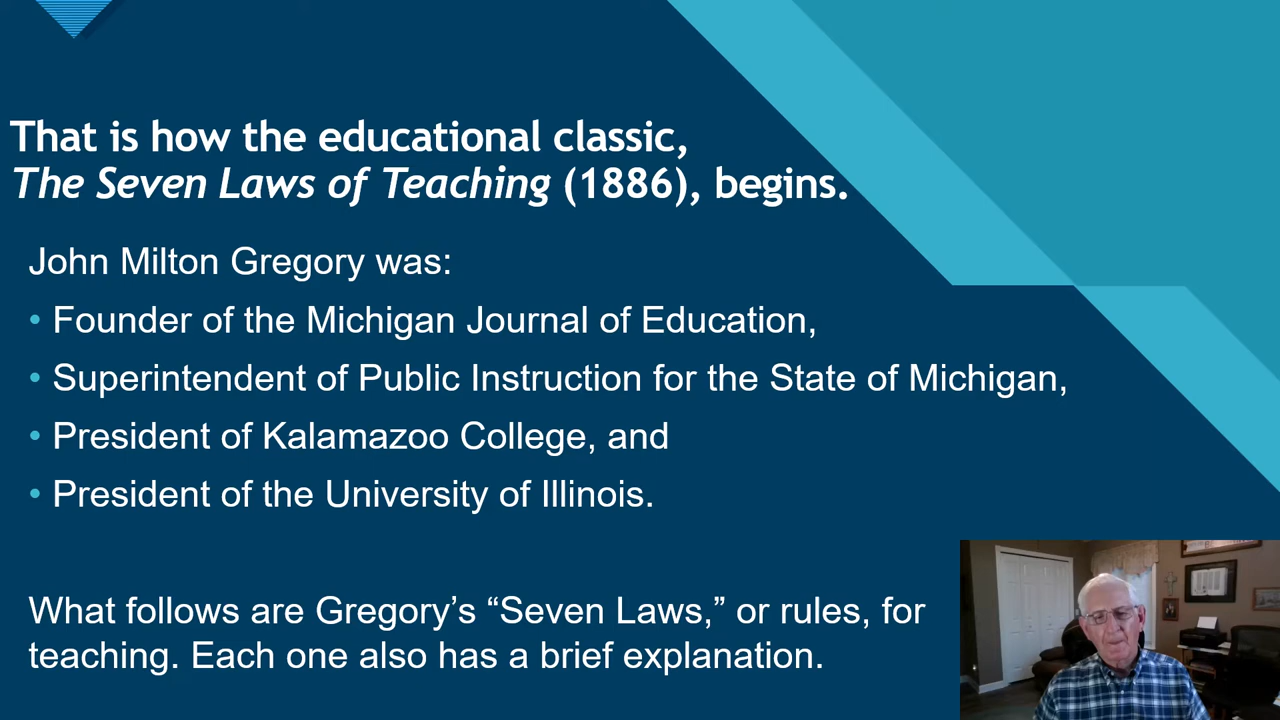 That is how the educational classic,
The Seven Laws of Teaching (1886), begins.
John Milton Gregory was:
• Founder of the Michigan Journal of Education,
• Superintendent of Public Instruction for the State of Michigan,
• President of Kalamazoo College, and
• President of the University of Illinois.
What follows are Gregory’s “Seven Laws,” or rules, for
teaching. Each one also has a brief explanation.